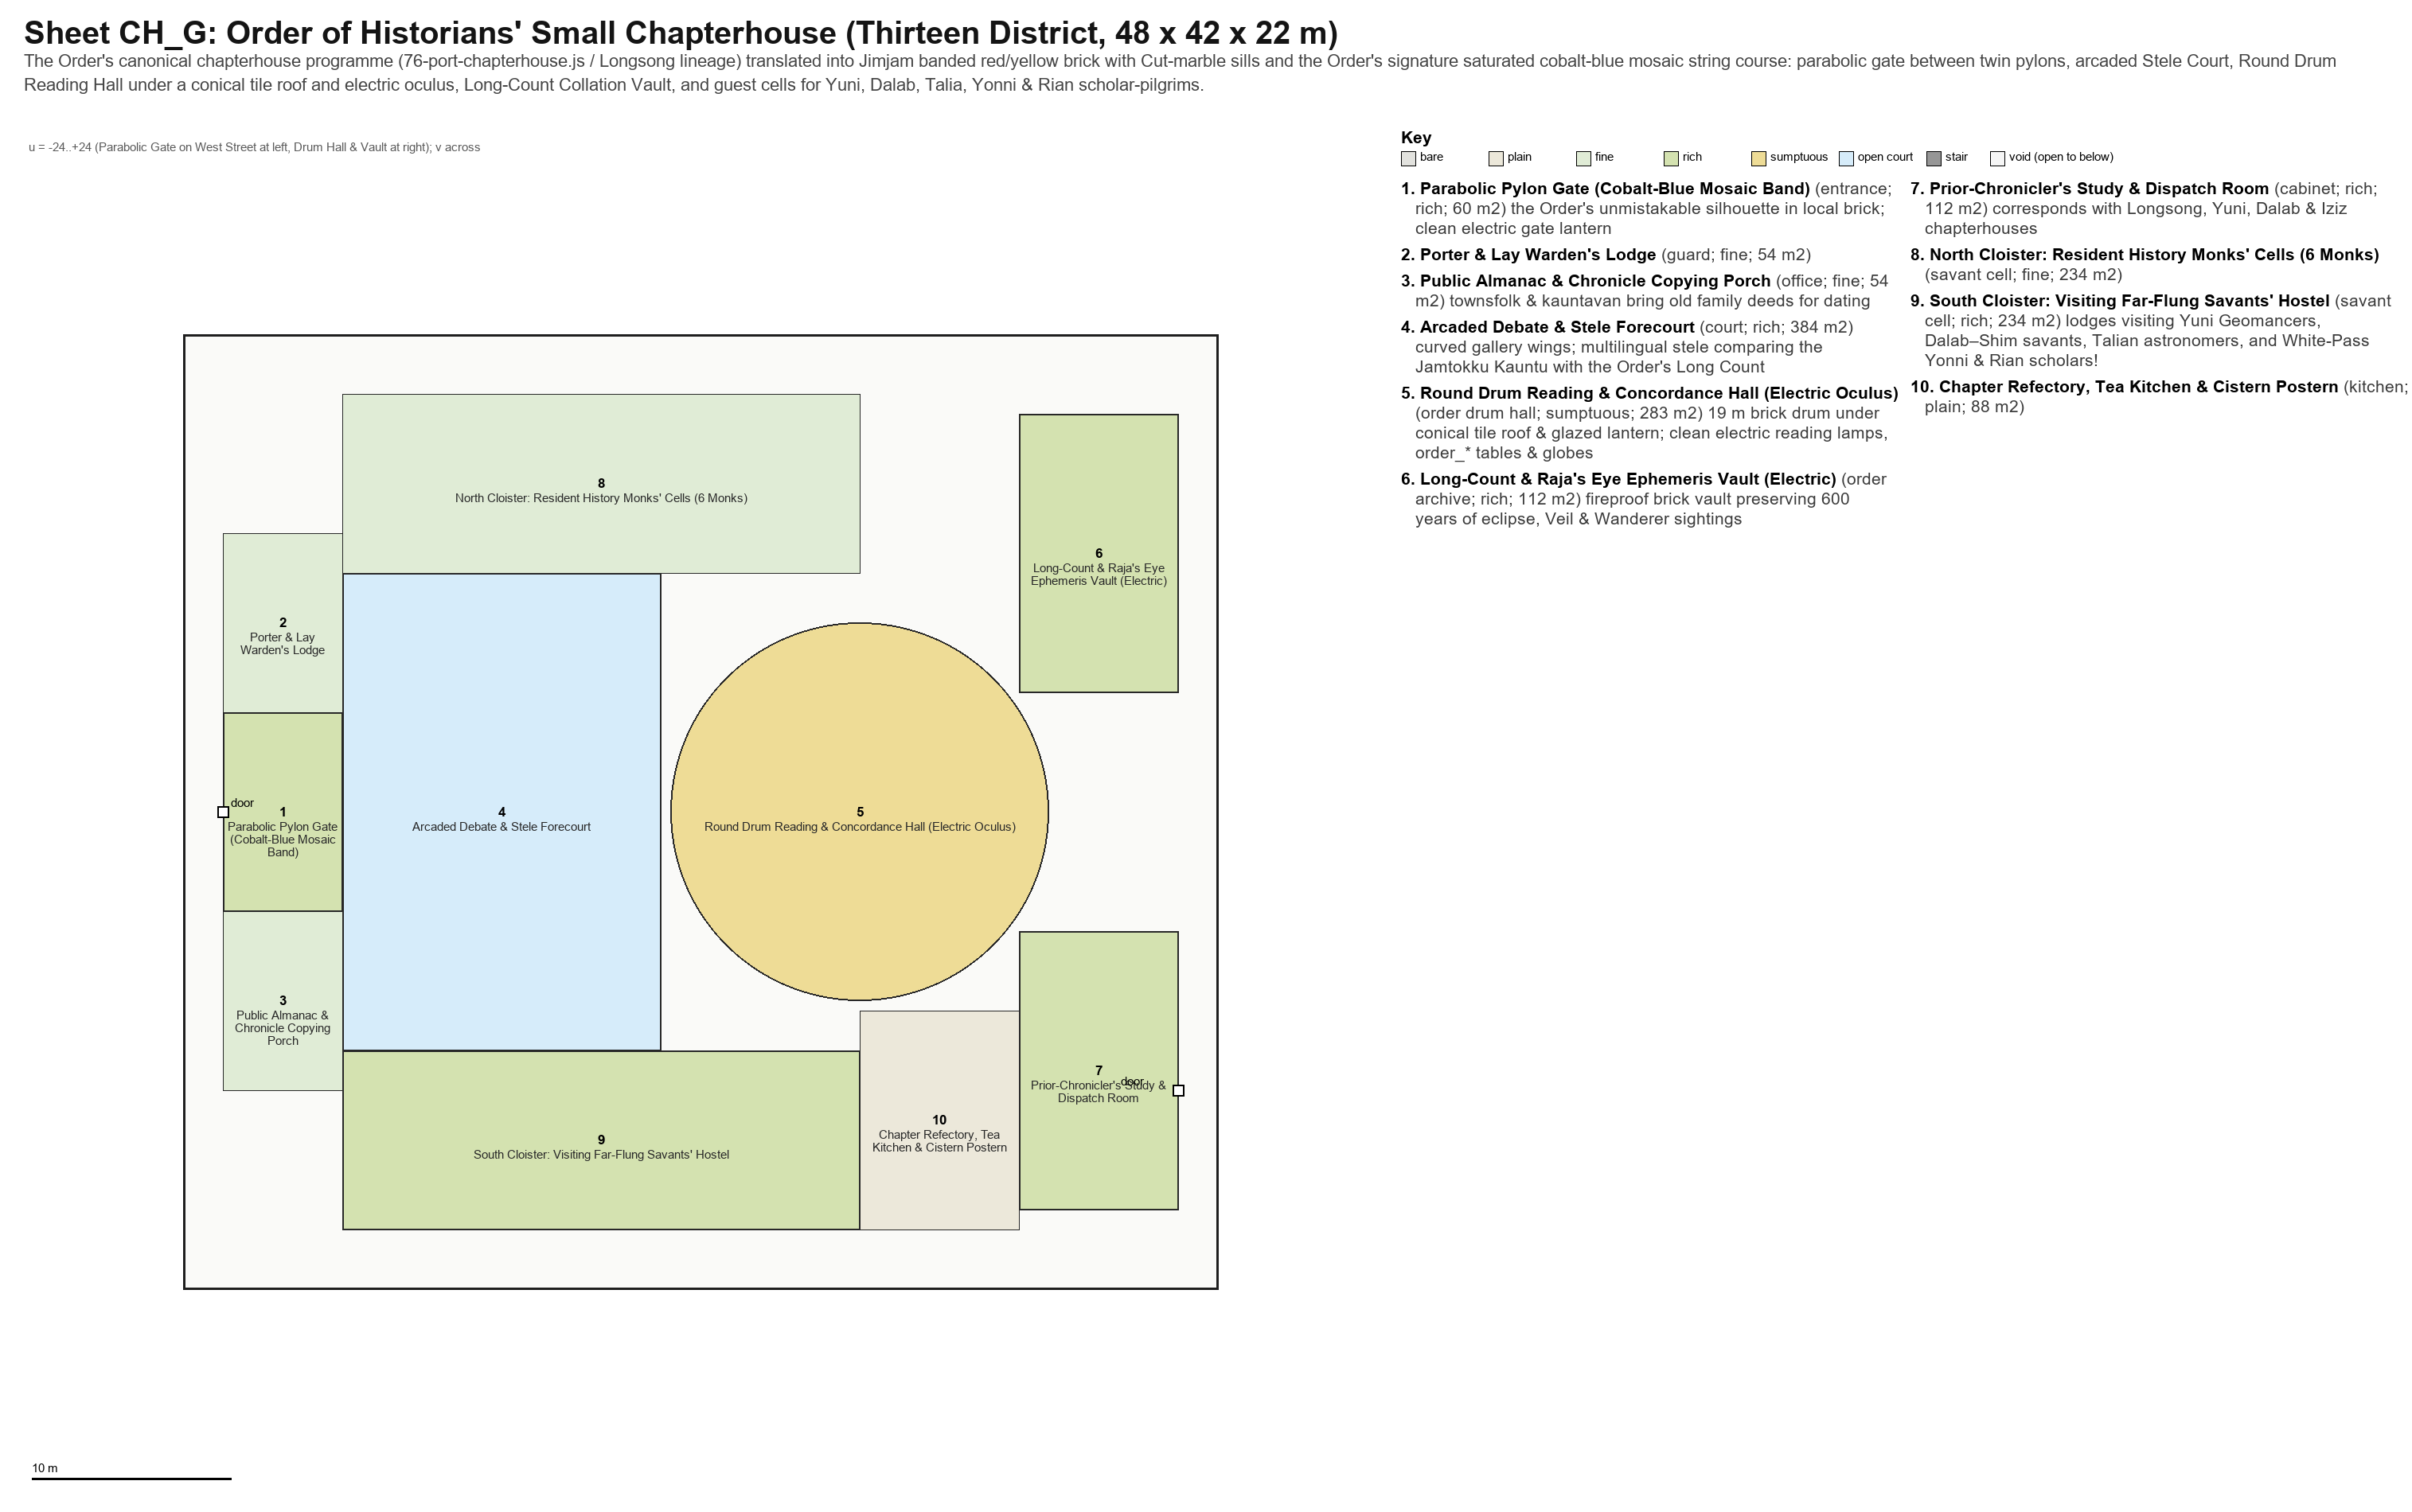 Sheet CH_G: Order of Historians' Small Chapterhouse (Thirteen District, 48 x 42 x 22 m)
The Order's canonical chapterhouse programme (76-port-chapterhouse.js / Longsong lineage) translated into Jimjam banded red/yellow brick with Cut-marble sills and the Order's signature saturated cobalt-blue mosaic string course: parabolic gate between twin pylons, arcaded Stele Court, Round Drum
Reading Hall under a conical tile roof and electric oculus, Long-Count Collation Vault, and guest cells for Yuni, Dalab, Talia, Yonni & Rian scholar-pilgrims.
u = -24..+24 (Parabolic Gate on West Street at left, Drum Hall & Vault at right); v across
Key
bare
plain
fine
rich
sumptuous
open court
stair
void (open to below)
1. Parabolic Pylon Gate (Cobalt-Blue Mosaic Band) (entrance;
rich; 60 m2) the Order's unmistakable silhouette in local brick;
clean electric gate lantern
2. Porter & Lay Warden's Lodge (guard; fine; 54 m2)
3. Public Almanac & Chronicle Copying Porch (office; fine; 54
m2) townsfolk & kauntavan bring old family deeds for dating
4. Arcaded Debate & Stele Forecourt (court; rich; 384 m2)
curved gallery wings; multilingual stele comparing the
Jamtokku Kauntu with the Order's Long Count
5. Round Drum Reading & Concordance Hall (Electric Oculus)
(order drum hall; sumptuous; 283 m2) 19 m brick drum under
conical tile roof & glazed lantern; clean electric reading lamps,
order_* tables & globes
6. Long-Count & Raja's Eye Ephemeris Vault (Electric) (order
archive; rich; 112 m2) fireproof brick vault preserving 600
years of eclipse, Veil & Wanderer sightings
7. Prior-Chronicler's Study & Dispatch Room (cabinet; rich;
112 m2) corresponds with Longsong, Yuni, Dalab & Iziz
chapterhouses
8. North Cloister: Resident History Monks' Cells (6 Monks)
(savant cell; fine; 234 m2)
9. South Cloister: Visiting Far-Flung Savants' Hostel (savant
cell; rich; 234 m2) lodges visiting Yuni Geomancers,
Dalab–Shim savants, Talian astronomers, and White-Pass
Yonni & Rian scholars!
10. Chapter Refectory, Tea Kitchen & Cistern Postern (kitchen;
plain; 88 m2)
8
North Cloister: Resident History Monks' Cells (6 Monks)
6
Long-Count & Raja's Eye
Ephemeris Vault (Electric)
2
Porter & Lay
Warden's Lodge
door
1
Parabolic Pylon Gate
(Cobalt-Blue Mosaic
Band)
4
Arcaded Debate & Stele Forecourt
5
Round Drum Reading & Concordance Hall (Electric Oculus)
3
Public Almanac &
Chronicle Copying
Porch
7
door
Prior-Chronicler's Study &
Dispatch Room
9
South Cloister: Visiting Far-Flung Savants' Hostel
10
Chapter Refectory, Tea
Kitchen & Cistern Postern
10 m